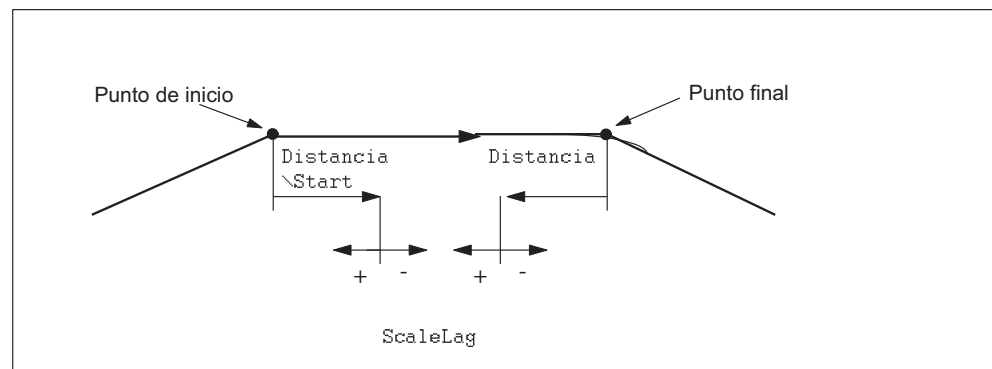 Punto de inicio
Punto final
Distancia
\Start
Distancia
+
-
+
-
ScaleLag